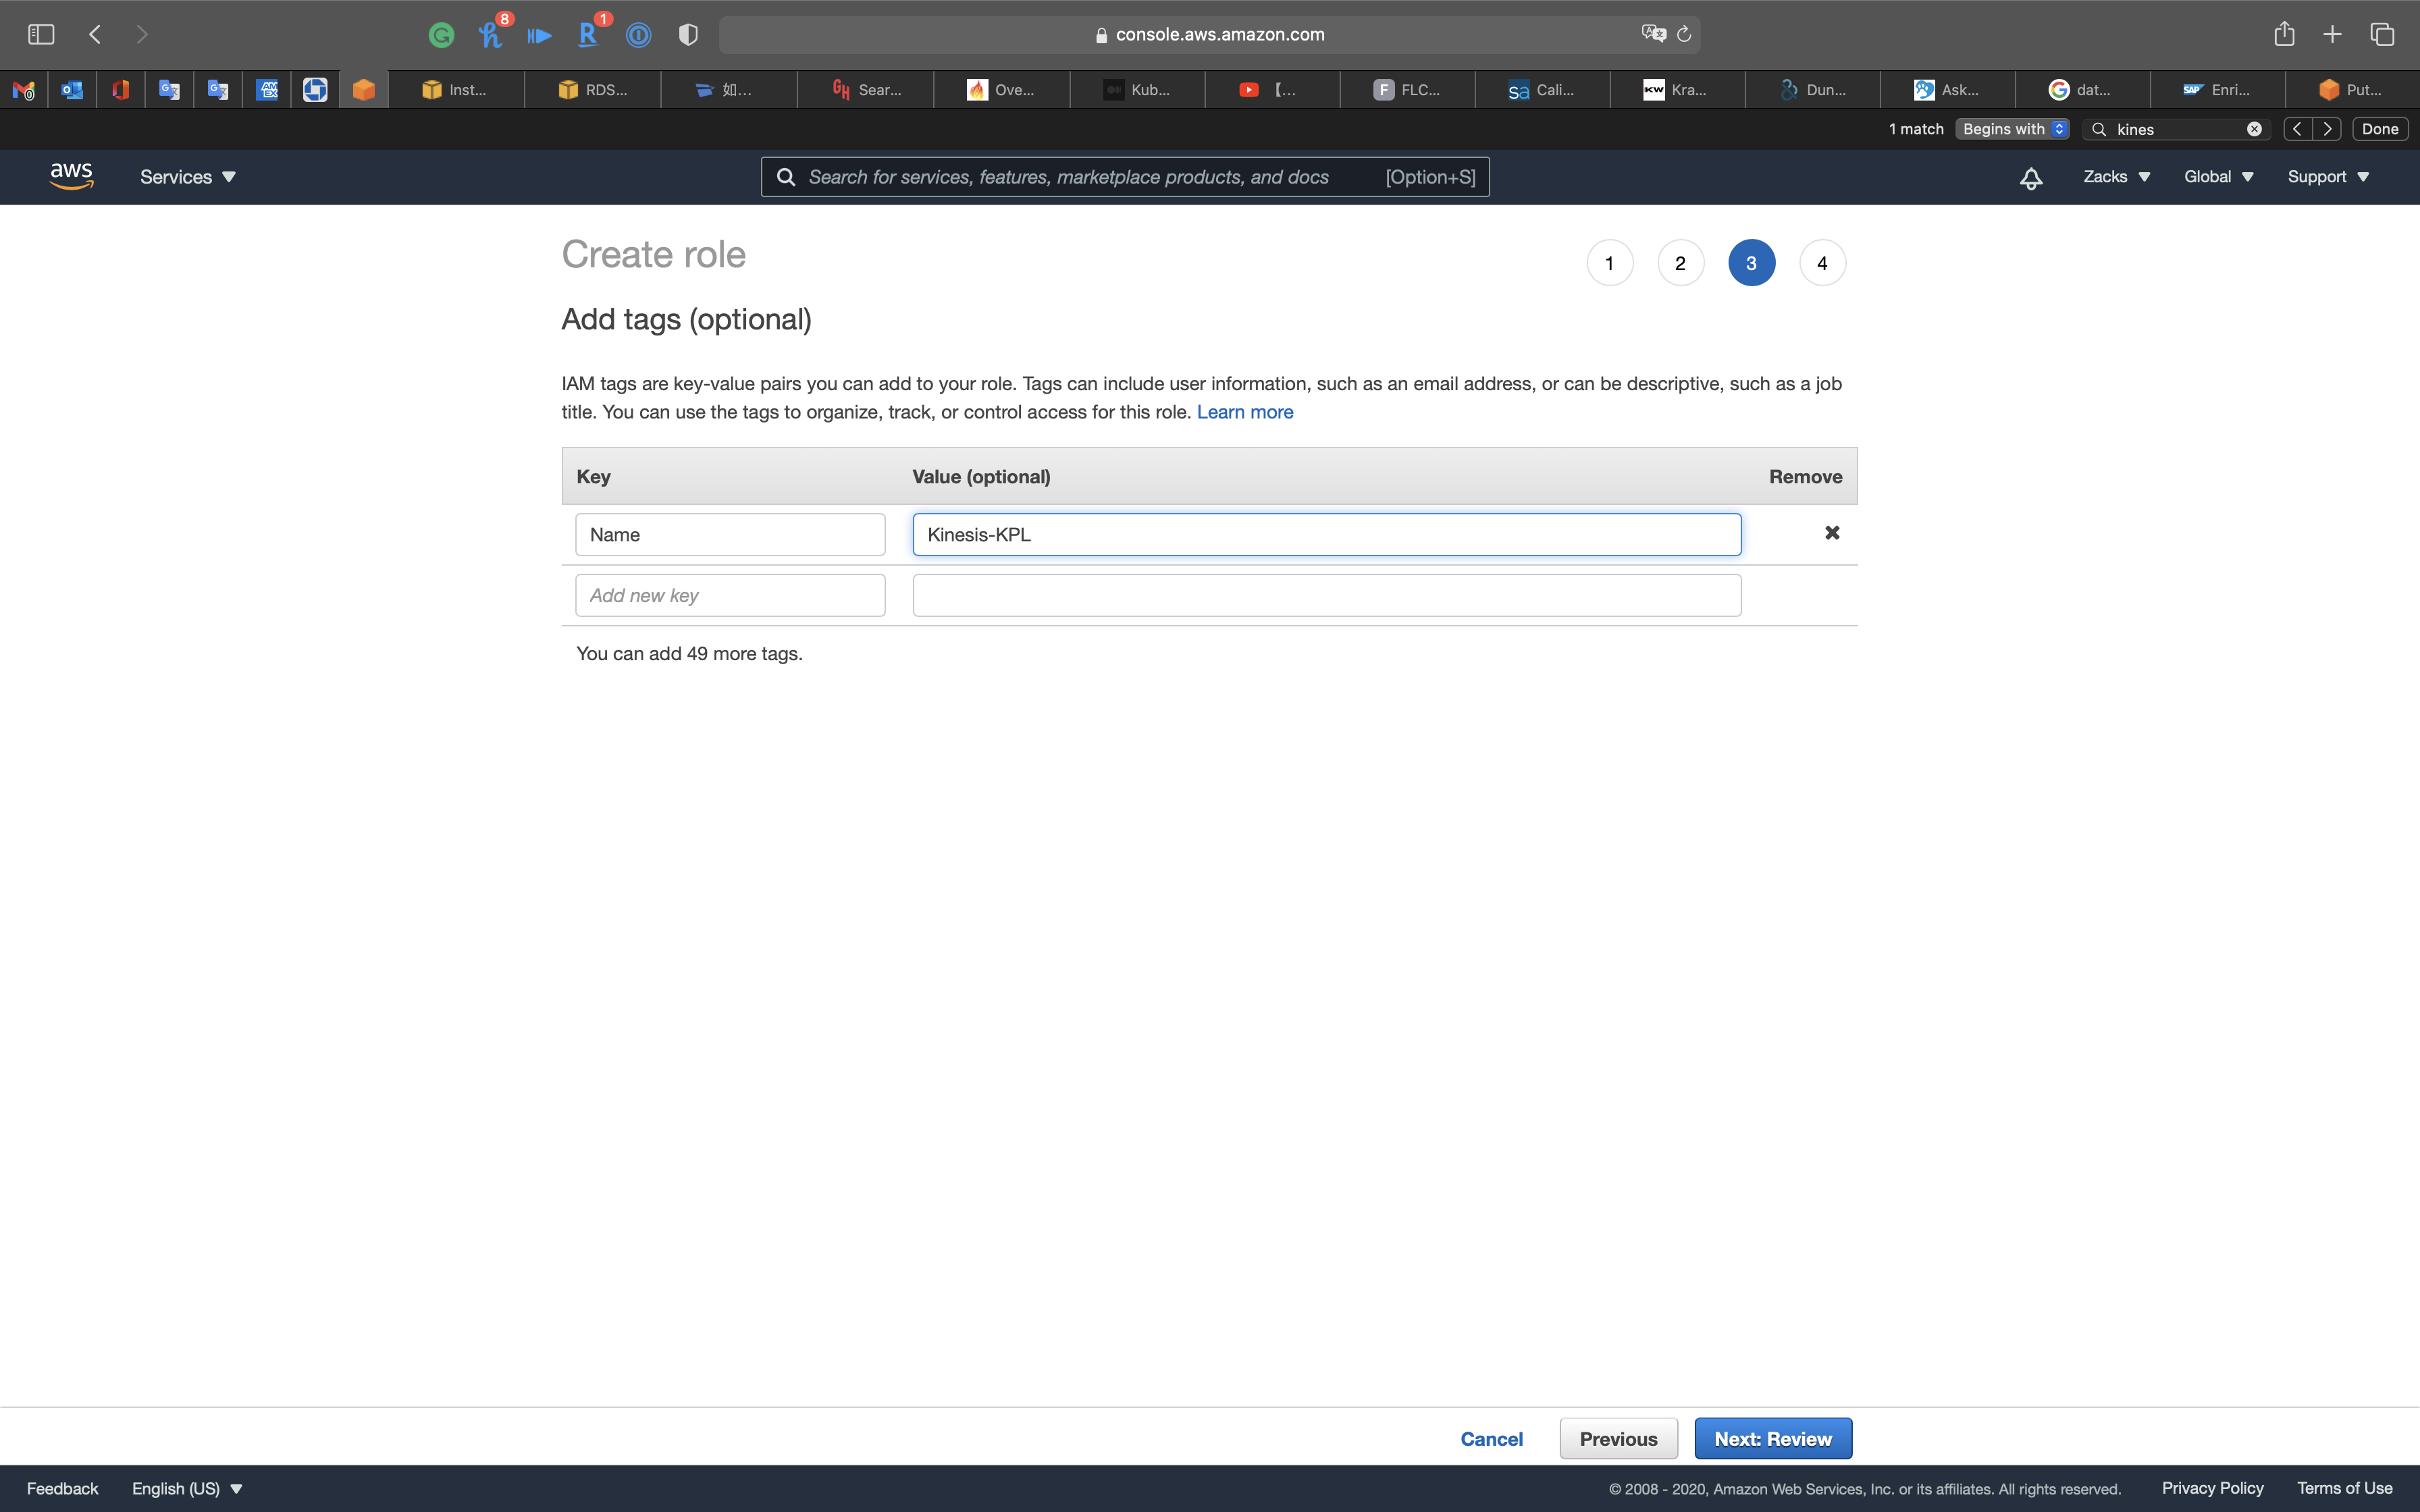 8
1
console.aws.amazon.com
0
AM EX
Inst...
RDS...
如...
GH Sear...
Ove...
Kub...
【...
F FLC...
sa Cali...
KW Kra...
Dun...
Ask...
dat...
SAP Enri...
Put...
1 match Begins with kines Done
aws Services Search for services, features, marketplace products, and docs [Option+S] Zacks Global Support
Create role
1 2 3 4
Add tags (optional)
IAM tags are key-value pairs you can add to your role. Tags can include user information, such as an email address, or can be descriptive, such as a job
title. You can use the tags to organize, track, or control access for this role. Learn more
Key Value (optional) Remove
Name Kinesis-KPL
Add new key
You can add 49 more tags.
Cancel Previous Next: Review
Feedback English (US) © 2008 - 2020, Amazon Web Services, Inc. or its affiliates. All rights reserved. Privacy Policy Terms of Use